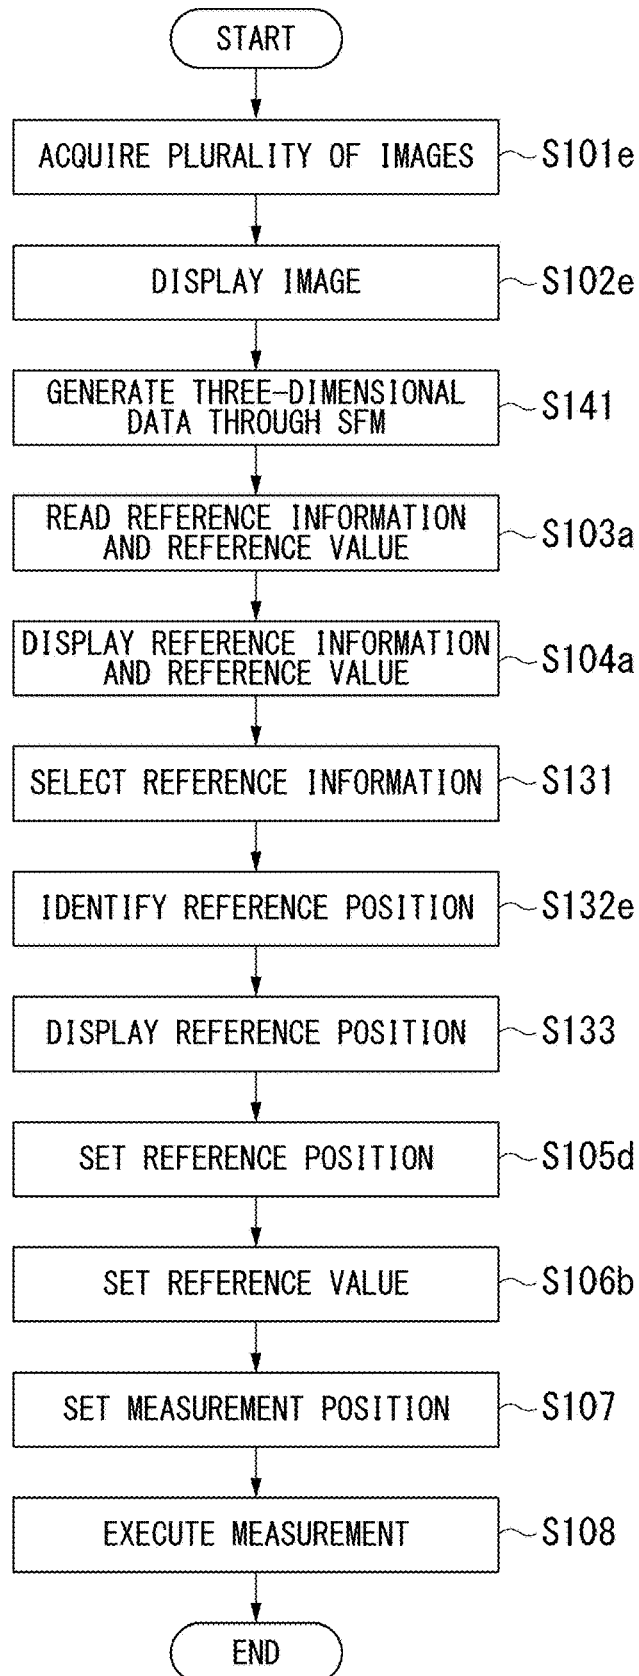 START
ACQUIRE PLURALITY OF IMAGES
S101e
DISPLAY IMAGE
S102e
GENERATE THREE-DIMENSIONAL
DATA THROUGH SFM
S141
READ REFERENCE INFORMATION
AND REFERENCE VALUE
S103a
DISPLAY REFERENCE INFORMATION
AND REFERENCE VALUE
S104a
SELECT REFERENCE INFORMATION
S131
IDENTIFY REFERENCE POSITION
S132e
DISPLAY REFERENCE POSITION
S133
SET REFERENCE POSITION
S105d
SET REFERENCE VALUE
S106b
SET MEASUREMENT POSITION
S107
EXECUTE MEASUREMENT
S108
END